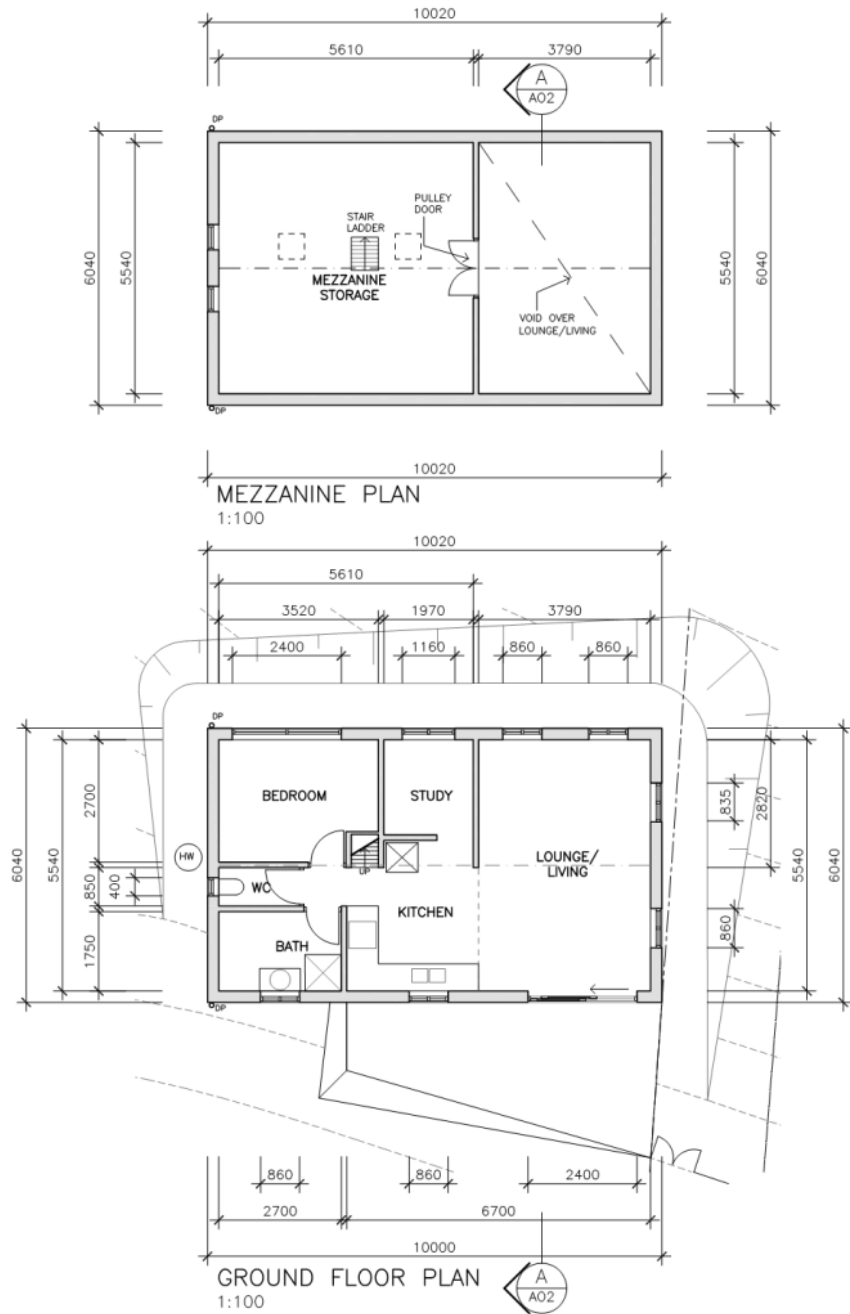 10020
5610 3790
A
A02
DP
PULLEY
DOOR
STAIR
LADDER
6040 5540 5540 6040
MEZZANINE
STORAGE
VOID OVER
LOUNGE/LIVING
DP
10020
MEZZANINE PLAN
1:100
10020
5610
3520 1970 3790
2400 1160 860 860
DP
2700
BEDROOM STUDY
835
2820
6040
5540
HW
LOUNGE/
LIVING
5540
6040
UP
850
400
WC
KITCHEN
860
BATH
1750
DP
860 860 2400
2700 6700
10000
GROUND FLOOR PLAN
1:100
A
A02